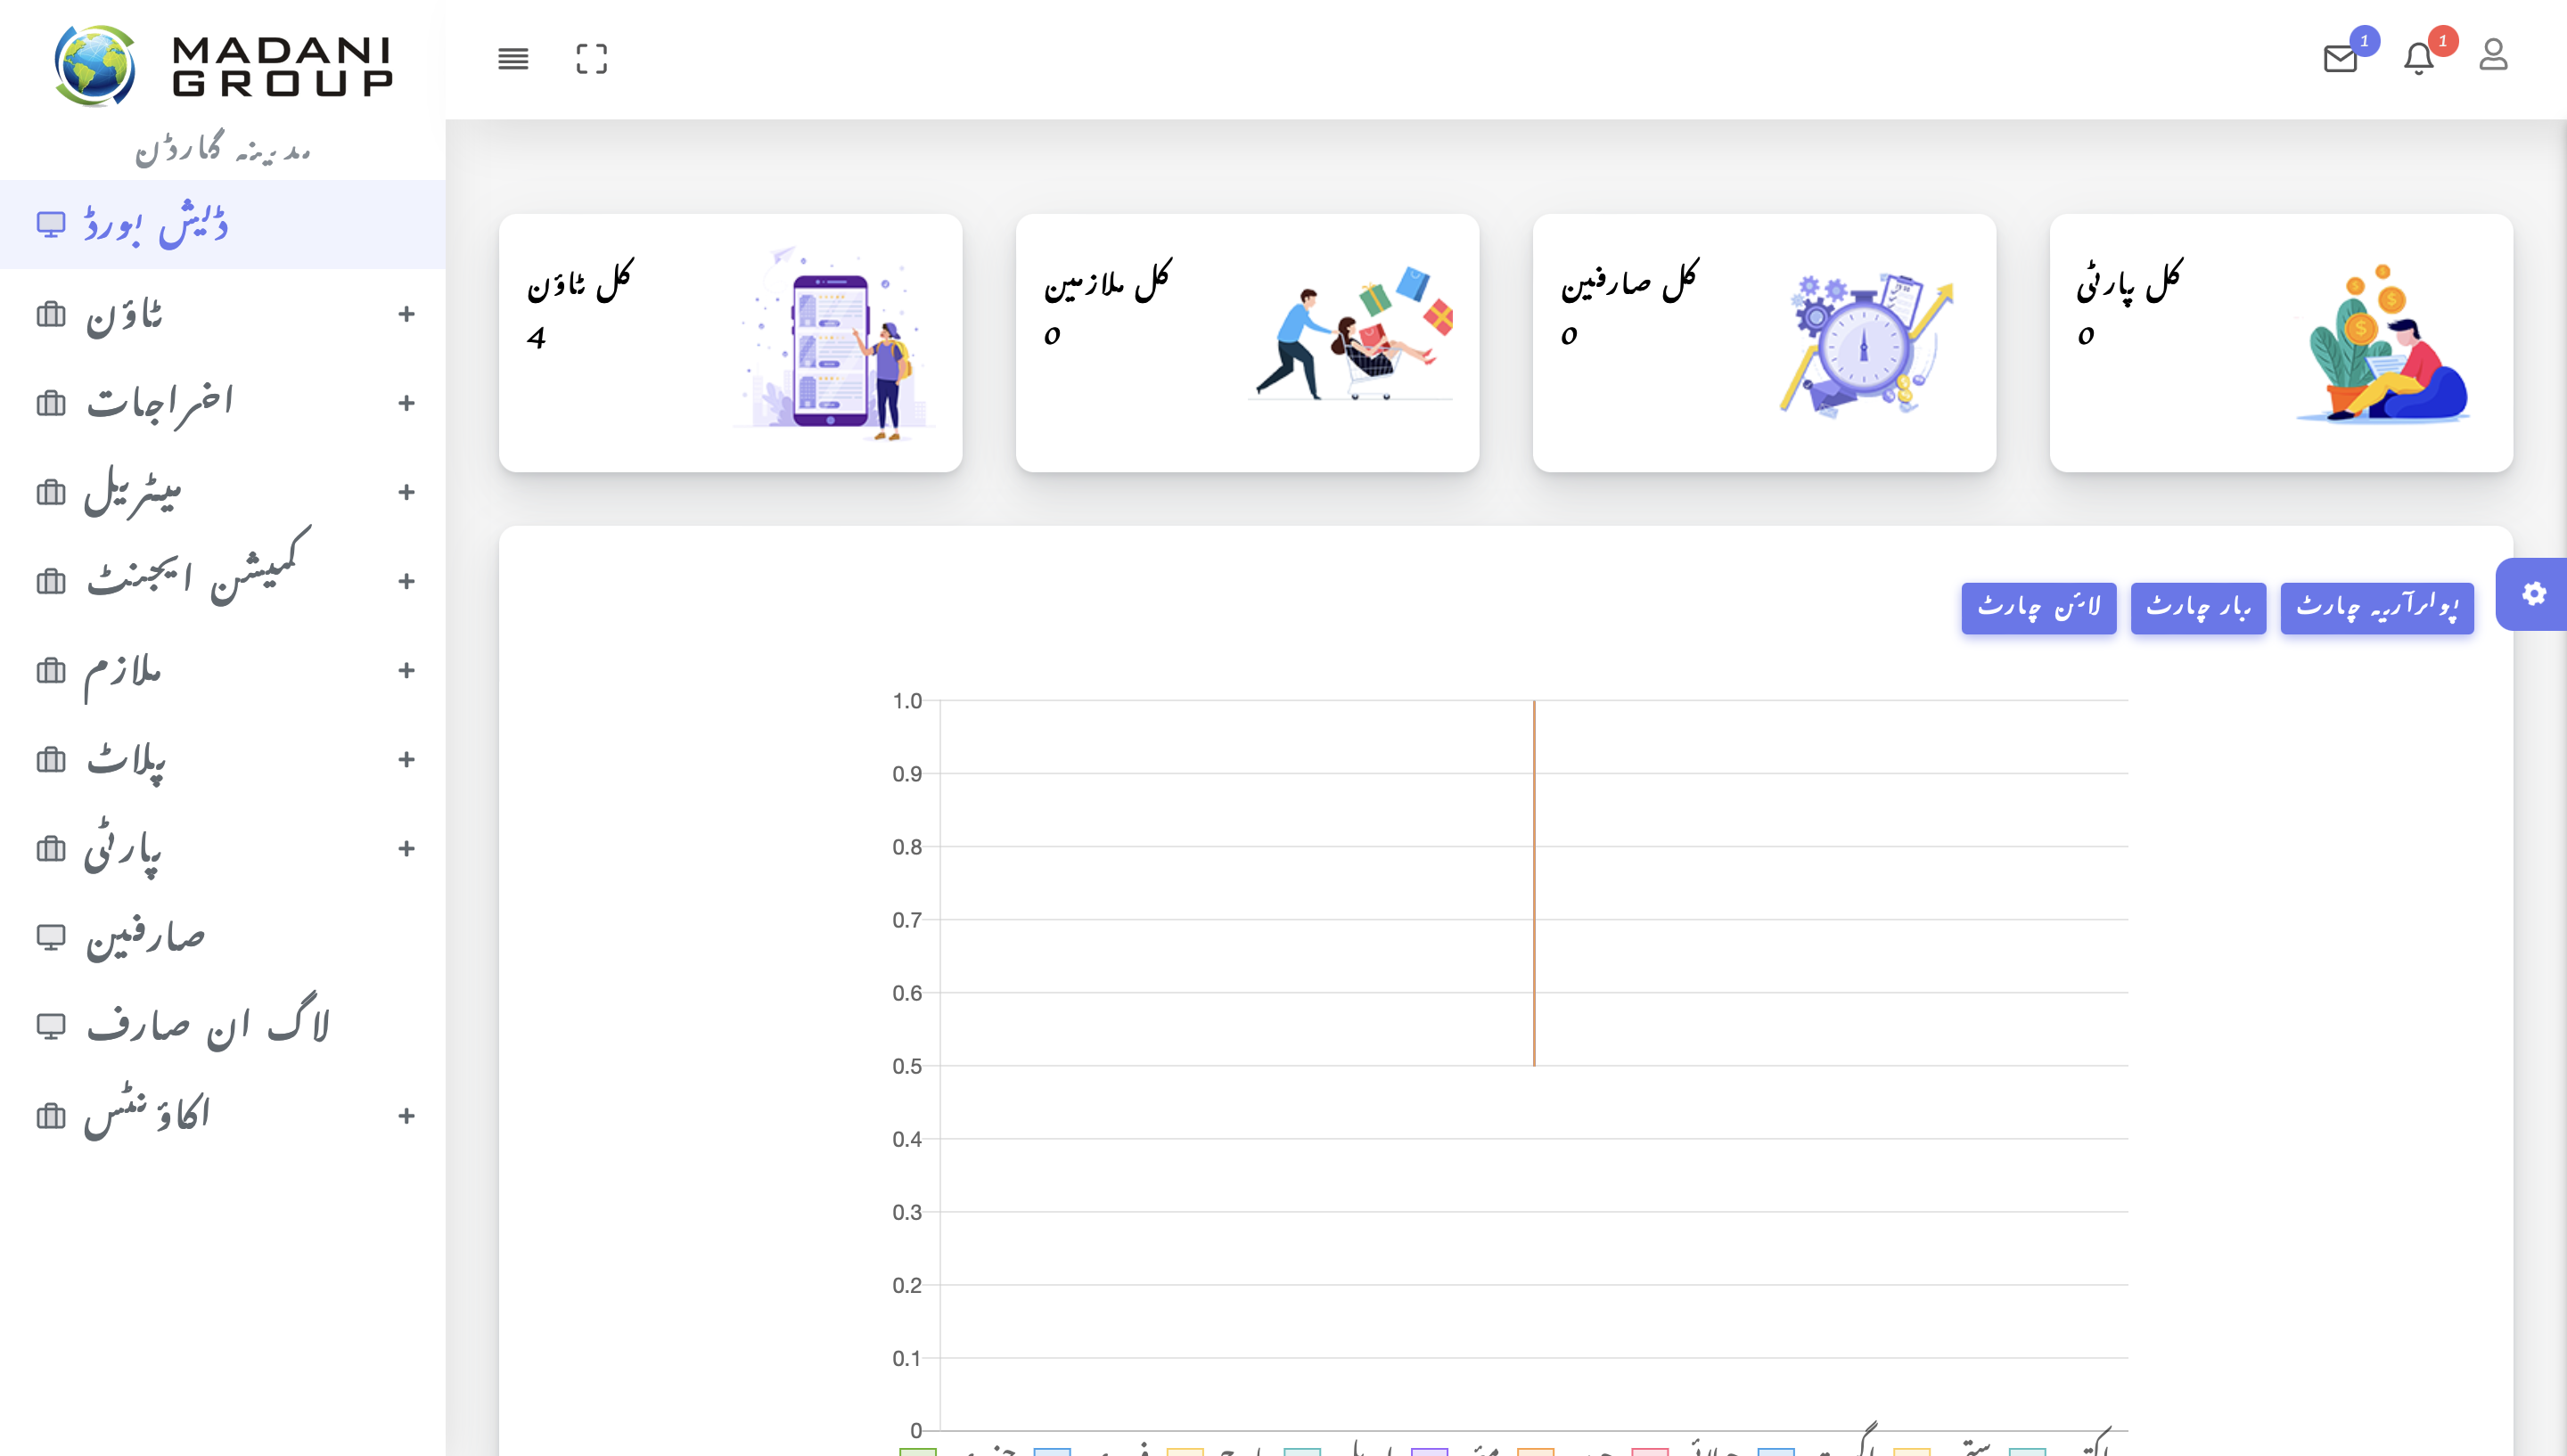 MADANI
GROUP
1
1
مدینہ گارڈن
ڈیش بورڈ
ٹاؤن +
اخراجات +
میٹریل +
کمیشن ایجنٹ +
ملازم +
پلاٹ +
پارٹی +
صارفین
لاگ ان صارف
اکاؤنٹس +
کل ٹاؤن
4
کل ملازمین
0
کل صارفین
0
کل پارٹی
0
لائن چارٹ
بار چارٹ
پولرآریہ چارٹ
1.0
0.9
0.8
0.7
0.6
0.5
0.4
0.3
0.2
0.1
0